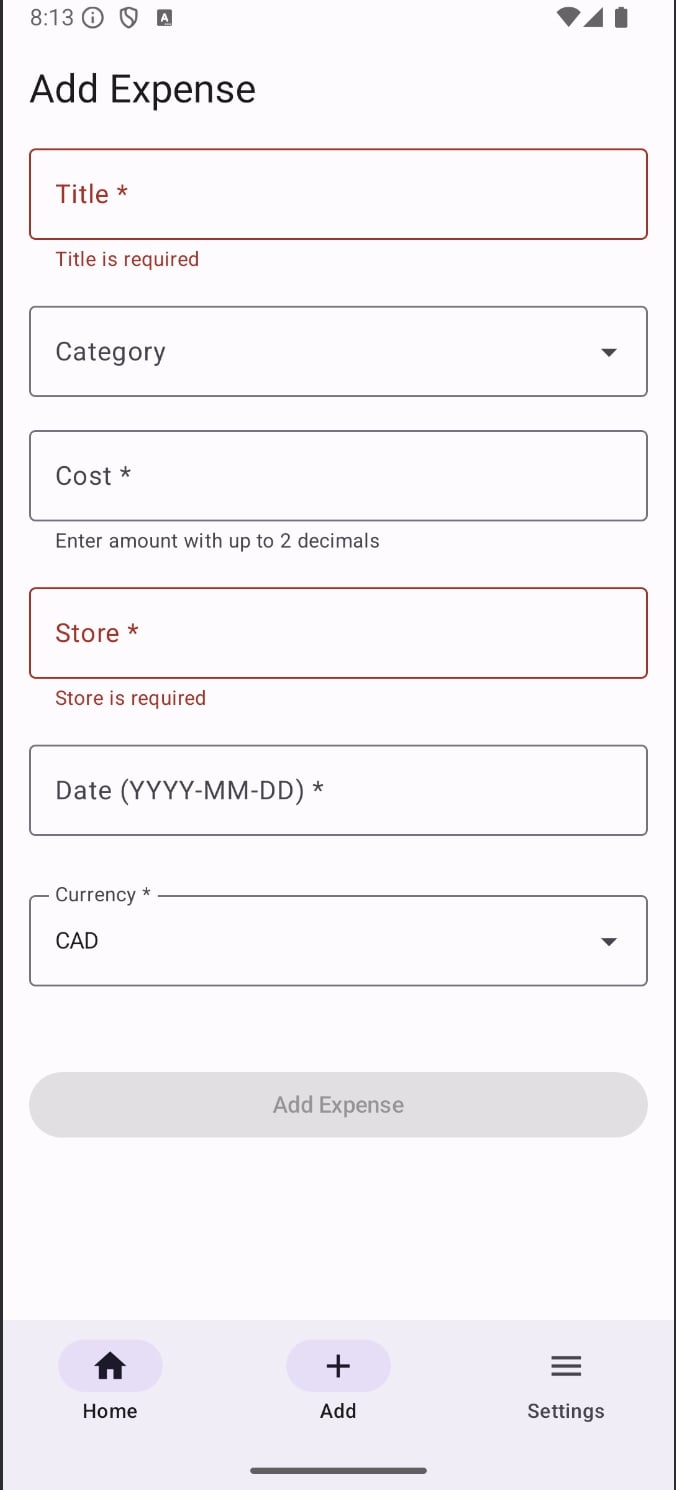 8:13
A
Add Expense
Title *
Title is required
Category
Cost *
Enter amount with up to 2 decimals
Store *
Store is required
Date (YYYY-MM-DD) *
Currency *
CAD
Add Expense
Home
Add
Settings